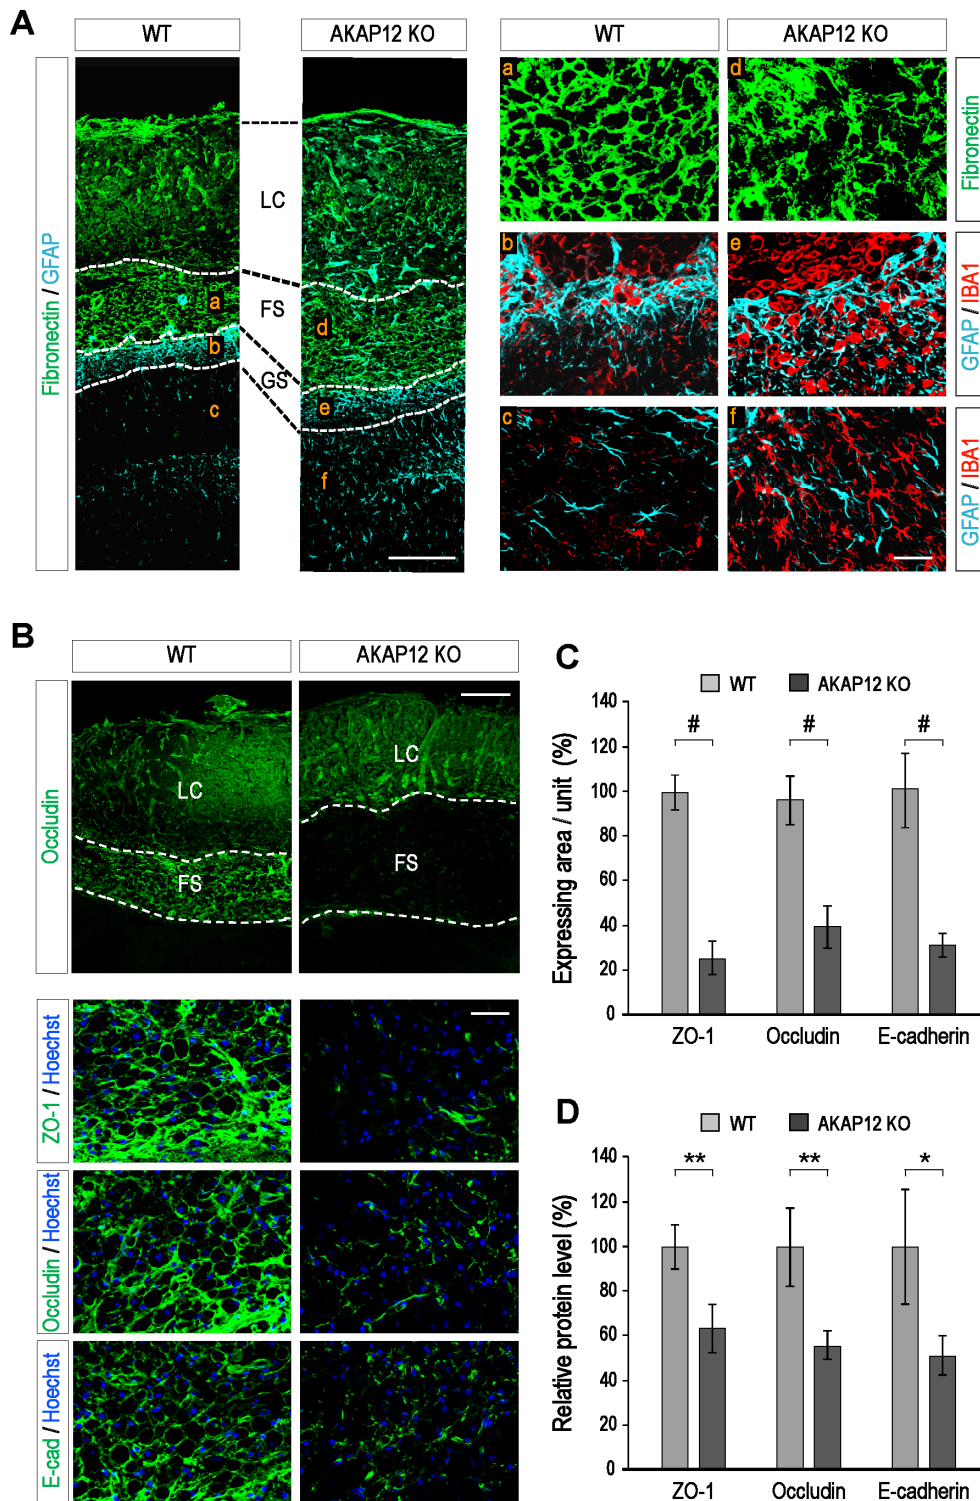 A
WT
AKAP12 KO
WT
AKAP12 KO
Fibronectin / GFAP
LC
FS
GS
a
b
c
d
e
f
a
d
Fibronectin
b
e
GFAP / IBA1
c
f
GFAP / IBA1
B
WT
AKAP12 KO
Occludin
LC
FS
LC
FS
ZO-1 / Hoechst
Occludin / Hoechst
E-cad / Hoechst
C
WT
AKAP12 KO
Expressing area / unit (%)
140
120
100
80
60
40
20
0
#
#
#
ZO-1
Occludin
E-cadherin
D
WT
AKAP12 KO
Relative protein level (%)
140
120
100
80
60
40
20
0
**
**
*
ZO-1
Occludin
E-cadherin